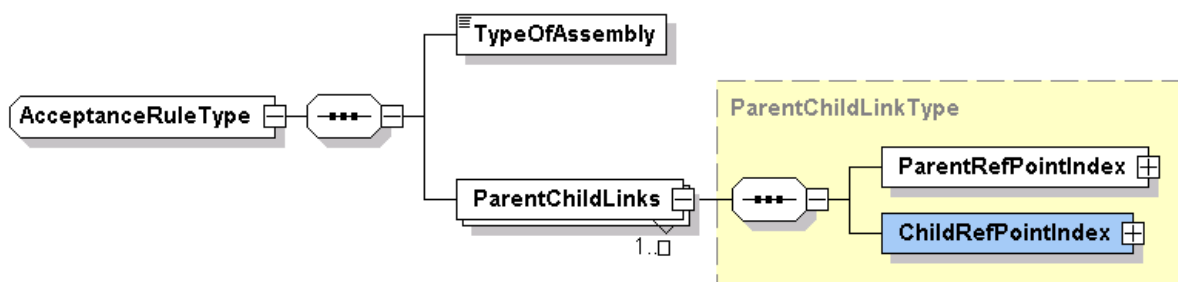 TypeOfAssembly
AcceptanceRuleType
ParentChildLinkType
ParentRefPointIndex
ParentChildLinks
ChildRefPointIndex
1..□